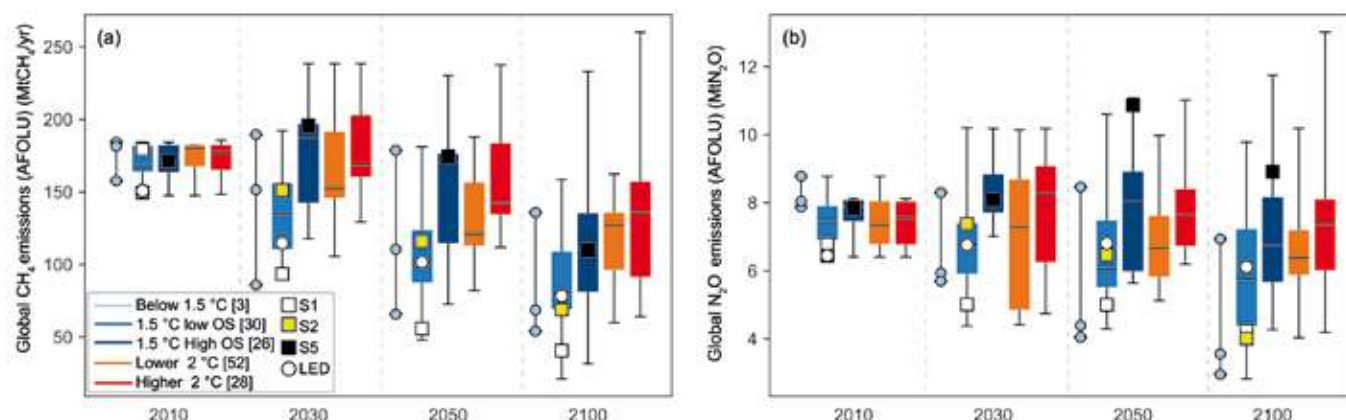 (a)
Global CH₄ emissions (AFOLU) (MtCH₄/yr)
250
200
150
100
50
Below 1.5 °C [3]
1.5 °C low OS [30]
1.5 °C High OS [26]
Lower 2 °C [52]
Higher 2 °C [28]
S1
S2
S5
LED
2010
2030
2050
2100
(b)
Global N₂O emissions (AFOLU) (MtN₂O)
12
10
8
6
4
2010
2030
2050
2100